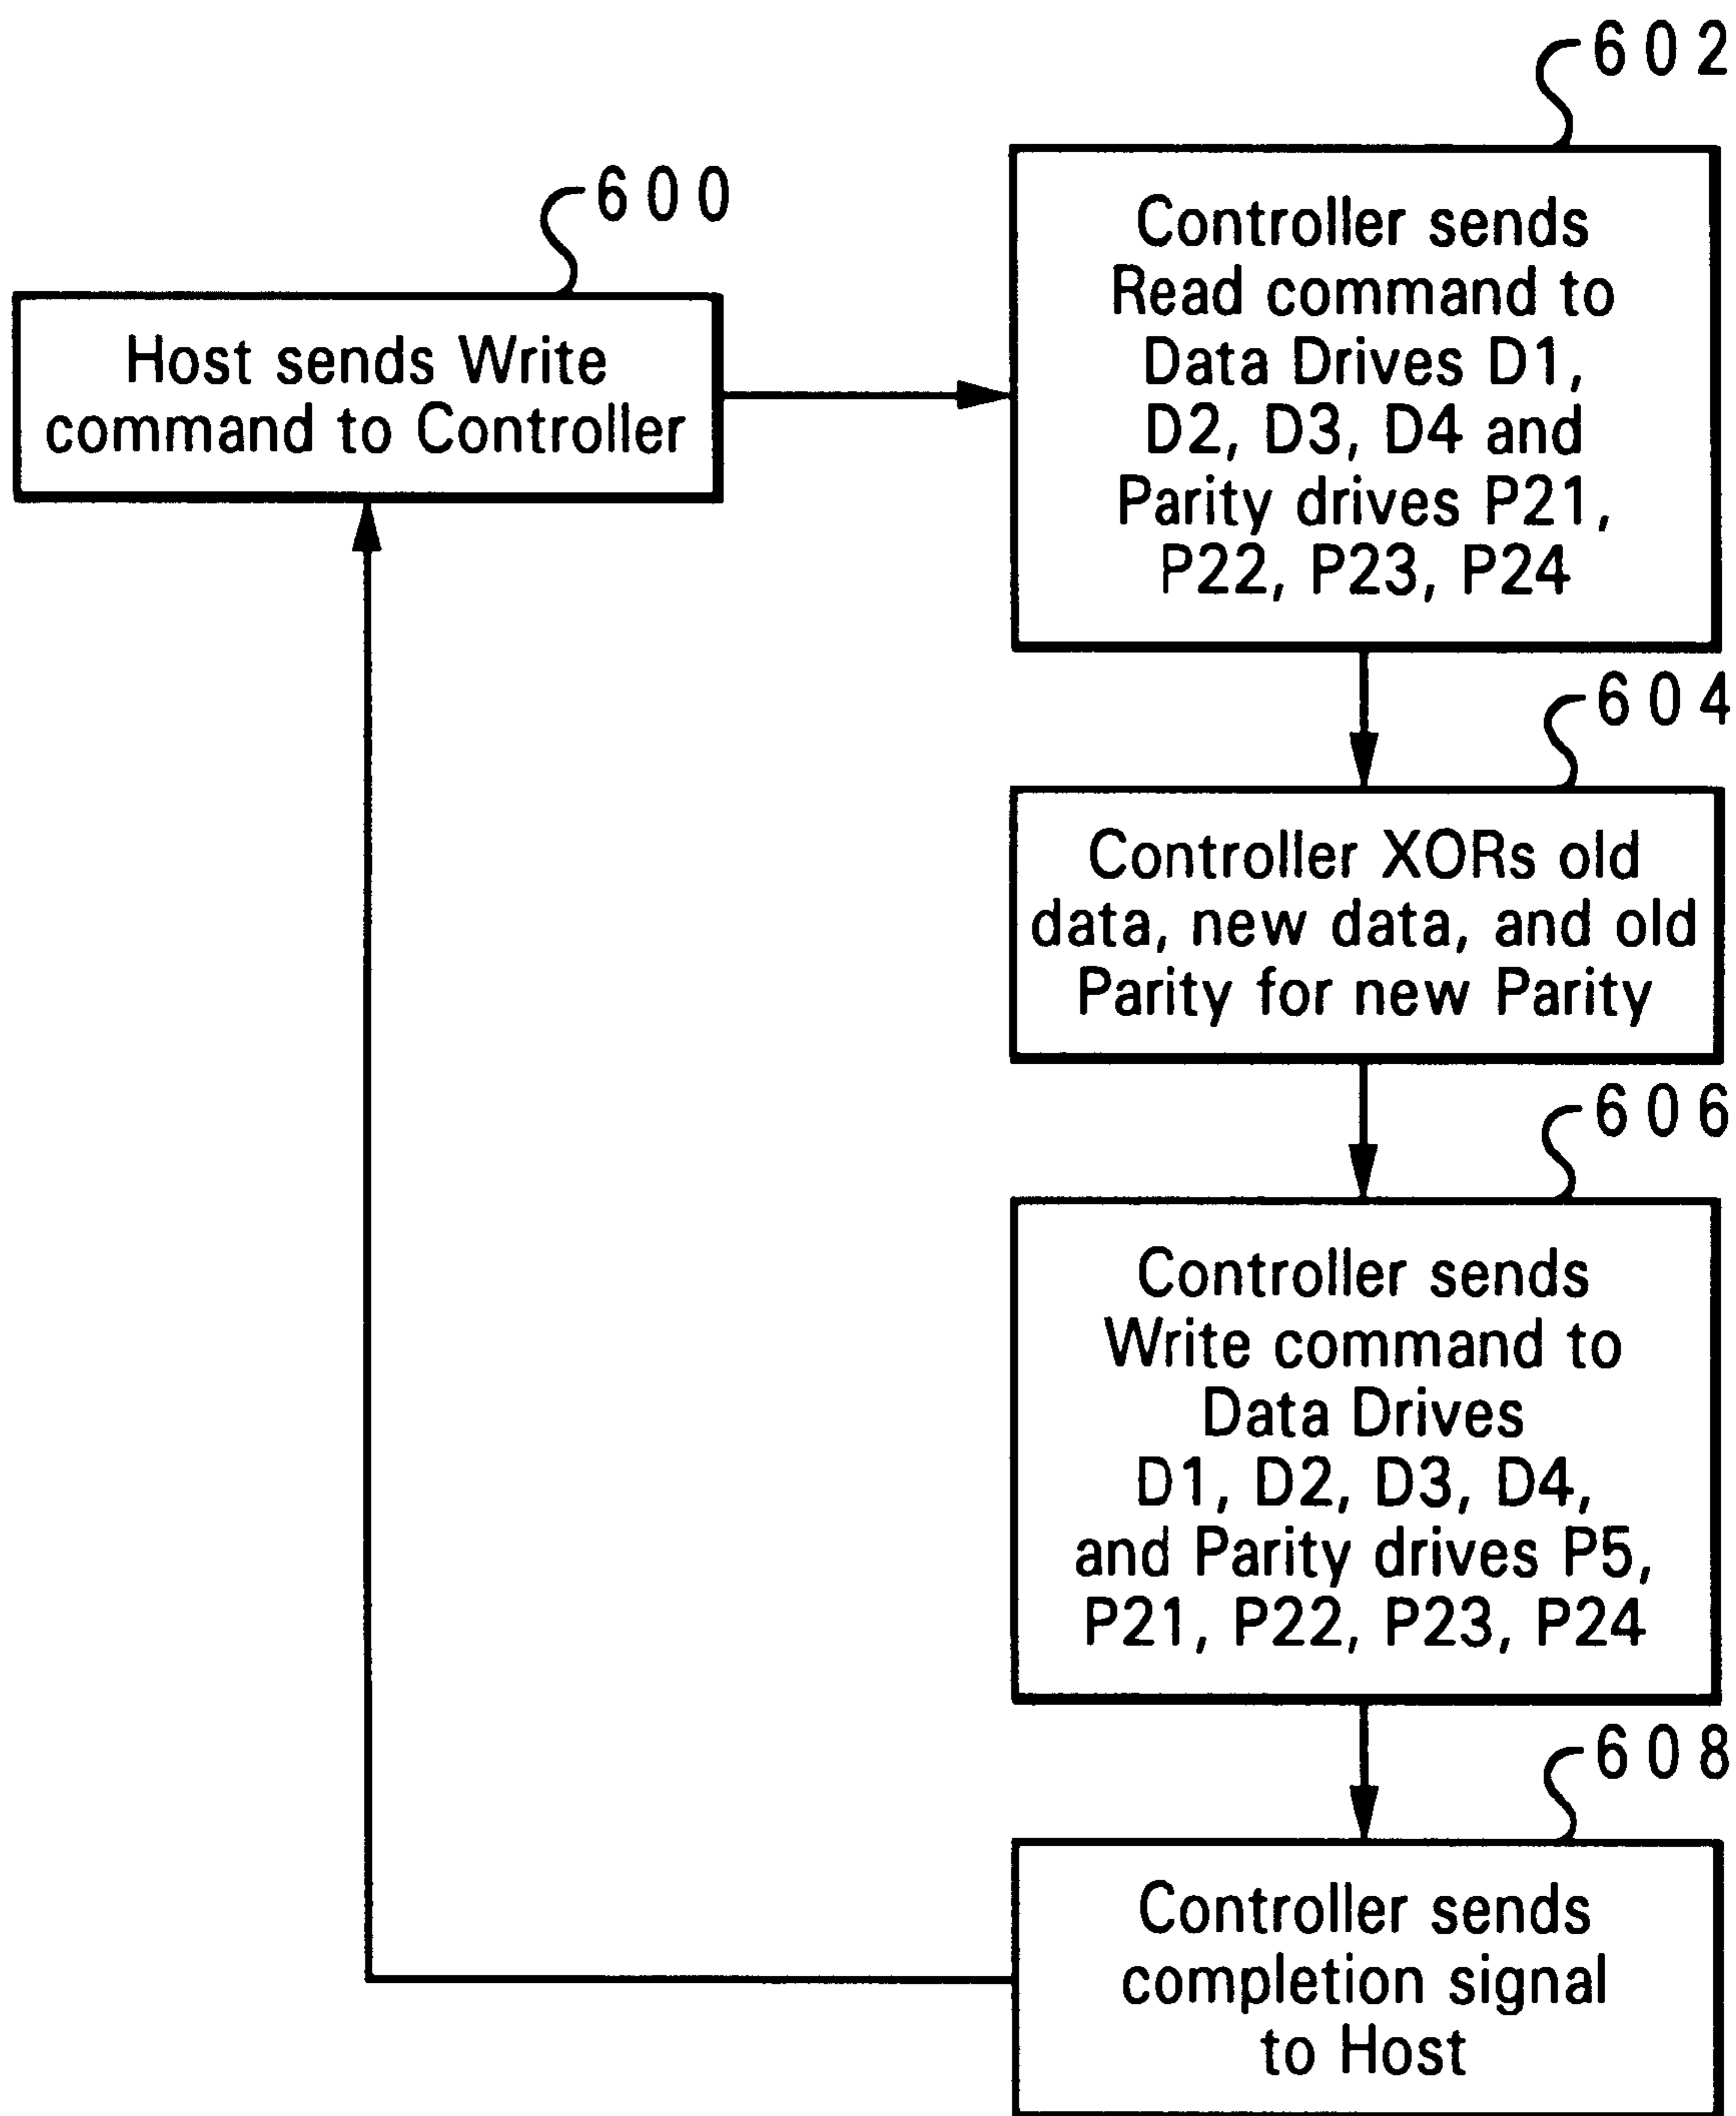 600
Host sends Write
command to Controller
602
Controller sends
Read command to
Data Drives D1,
D2, D3, D4 and
Parity drives P21,
P22, P23, P24
604
Controller XORs old
data, new data, and old
Parity for new Parity
606
Controller sends
Write command to
Data Drives
D1, D2, D3, D4,
and Parity drives P5,
P21, P22, P23, P24
608
Controller sends
completion signal
to Host